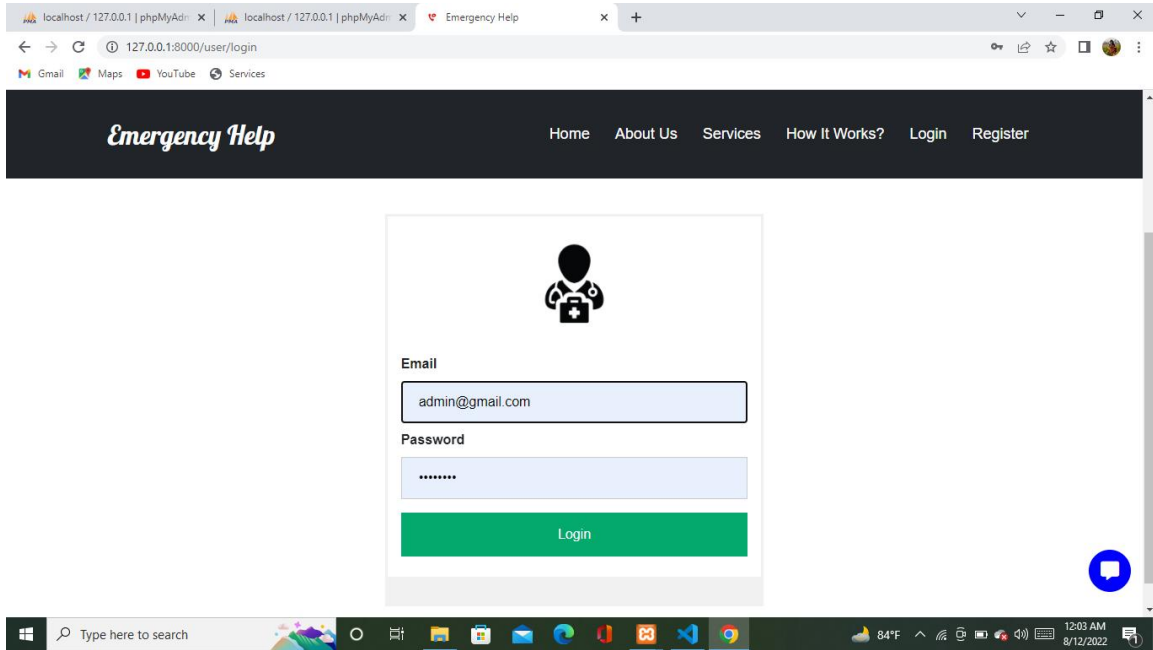 localhost / 127.0.0.1 | phpMyAdm
localhost / 127.0.0.1 | phpMyAdm
Emergency Help
127.0.0.1:8000/user/login
Gmail Maps YouTube Services
Emergency Help Home About Us Services How It Works? Login Register
Email
admin@gmail.com
Password
••••••••
Login
Type here to search 84°F 12:03 AM
8/12/2022